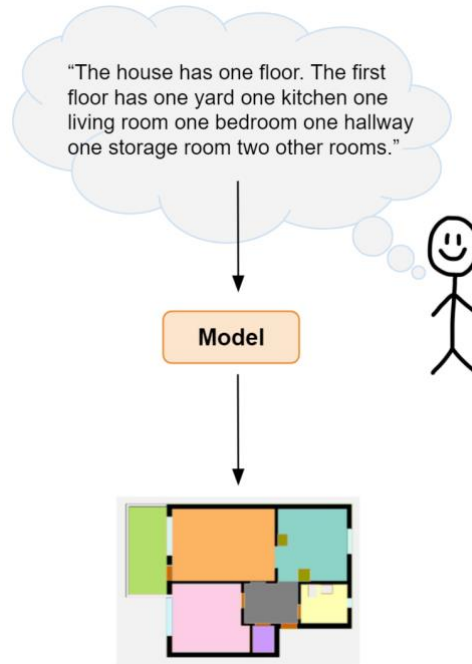 “The house has one floor. The first
floor has one yard one kitchen one
living room one bedroom one hallway
one storage room two other rooms.”
Model